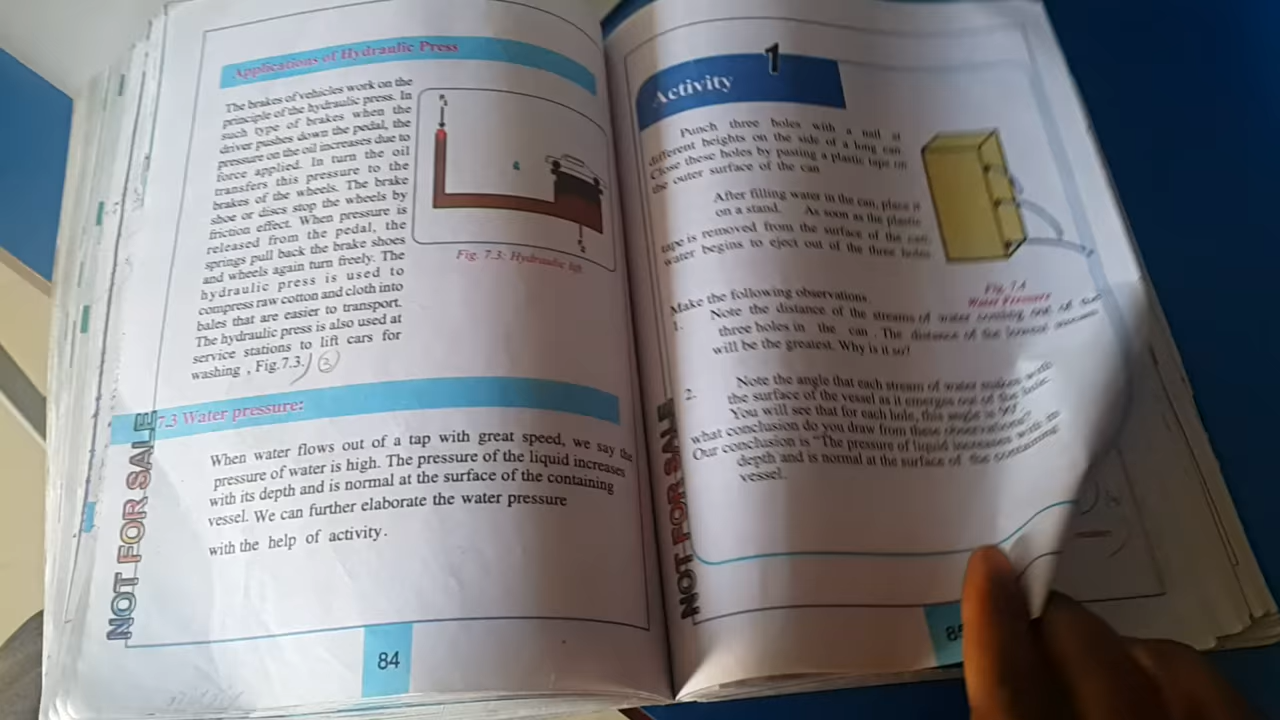 Applications of Hydraulic Press
The brakes of vehicles work on the
principle of the hydraulic press. In
such type of brakes when the
driver pushes down the pedal, the
pressure on the oil increases due to
force applied. In turn the oil
transfers this pressure to the
brakes of the wheels. The brake
shoe or discs stop the wheels by
friction effect. When pressure is
released from the pedal, the
springs pull back the brake shoes
and wheels again turn freely. The
hydraulic press is used to
compress raw cotton and cloth into
bales that are easier to transport.
The hydraulic press is also used at
service stations to lift cars for
washing , Fig.7.3. 2
Fig. 7.3: Hydraulic lift
7.3 Water pressure:
When water flows out of a tap with great speed, we say the
pressure of water is high. The pressure of the liquid increases
with its depth and is normal at the surface of the containing
vessel. We can further elaborate the water pressure
with the help of activity.
NOT FOR SALE
84
Activity 1
Punch three holes with a nail at
different heights on the side of a long can.
Close these holes by pasting a plastic tape on
the outer surface of the can
After filling water in the can, place it
on a stand. As soon as the plastic
tape is removed from the surface of the can,
water begins to eject out of the three holes
Water Pressure
Make the following observations.
1. Note the distance of the streams of water coming out of
three holes in the can . The distance of the lowest
will be the greatest. Why is it so?
2. Note the angle that each stream of water makes with
the surface of the vessel as it emerges out of the hole.
You will see that for each hole, this angle is 90
what conclusion do you draw from these observations?
Our conclusion is "The pressure of liquid increases with its
depth and is normal at the surface of the containing
vessel.
NOT FOR SALE